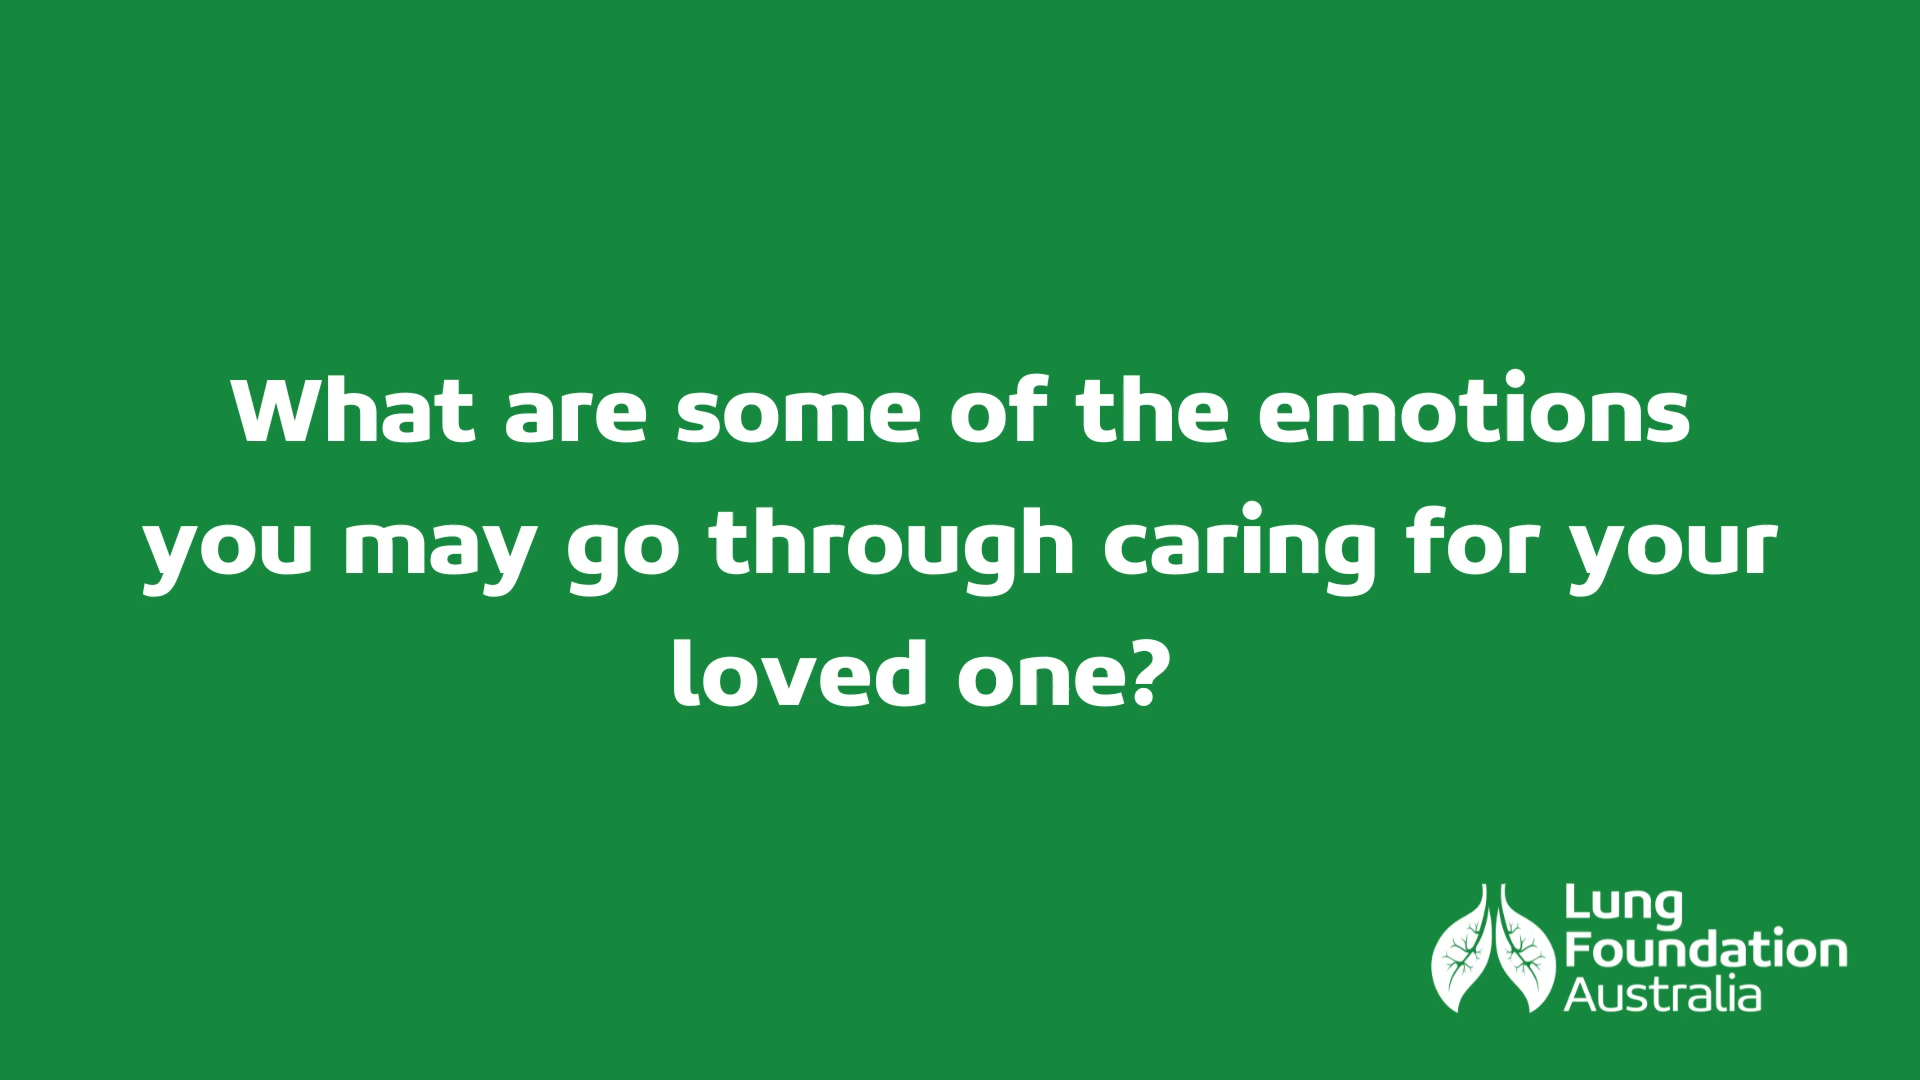 What are some of the emotions
you may go through caring for your
loved one?
Lung
Foundation
Australia